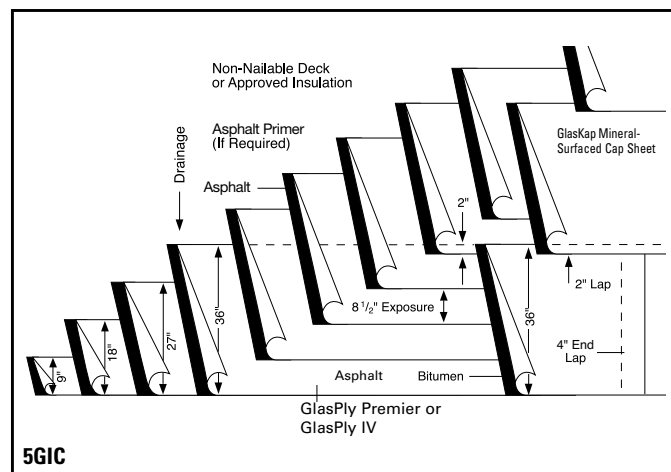 Non-Nailable Deck
or Approved Insulation
Asphalt Primer
(If Required)
Drainage
Asphalt
GlasKap Mineral-
Surfaced Cap Sheet
2"
2" Lap
8 1/2" Exposure
9"
18"
27"
36"
36"
4" End
Lap
Asphalt
Bitumen
GlasPly Premier or
GlasPly IV
5GIC